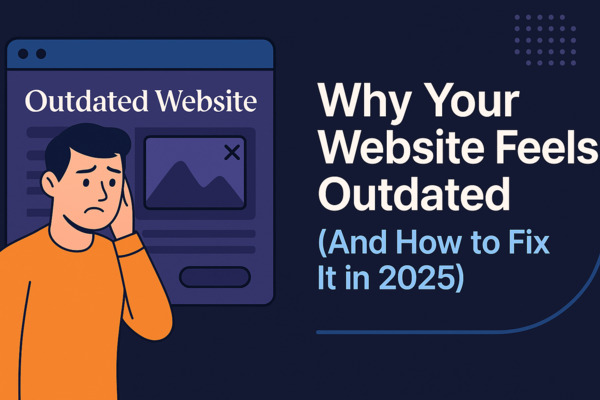 Outdated Website
Why Your
Website Feels
Outdated
(And How to Fix
It in 2025)